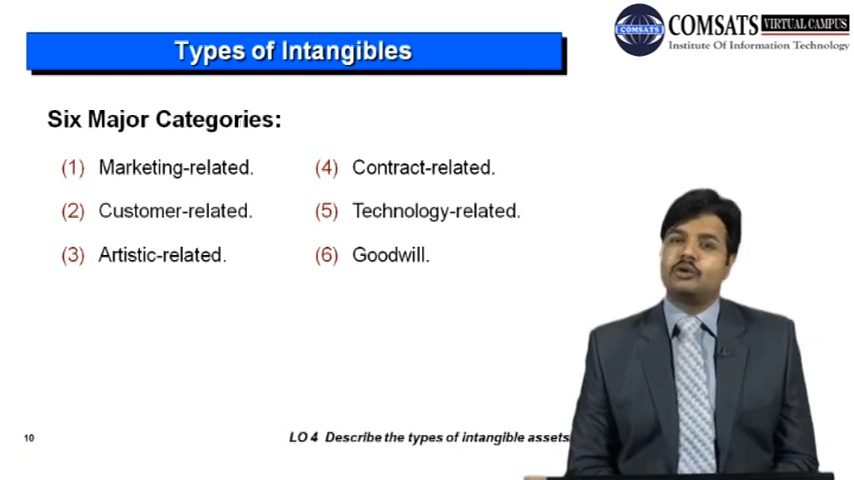 COMSATS VIRTUAL CAMPUS
Institute Of Information Technology
COMSATS
Types of Intangibles
Six Major Categories:
(1) Marketing-related.
(2) Customer-related.
(3) Artistic-related.
(4) Contract-related.
(5) Technology-related.
(6) Goodwill.
10
LO 4 Describe the types of intangible assets